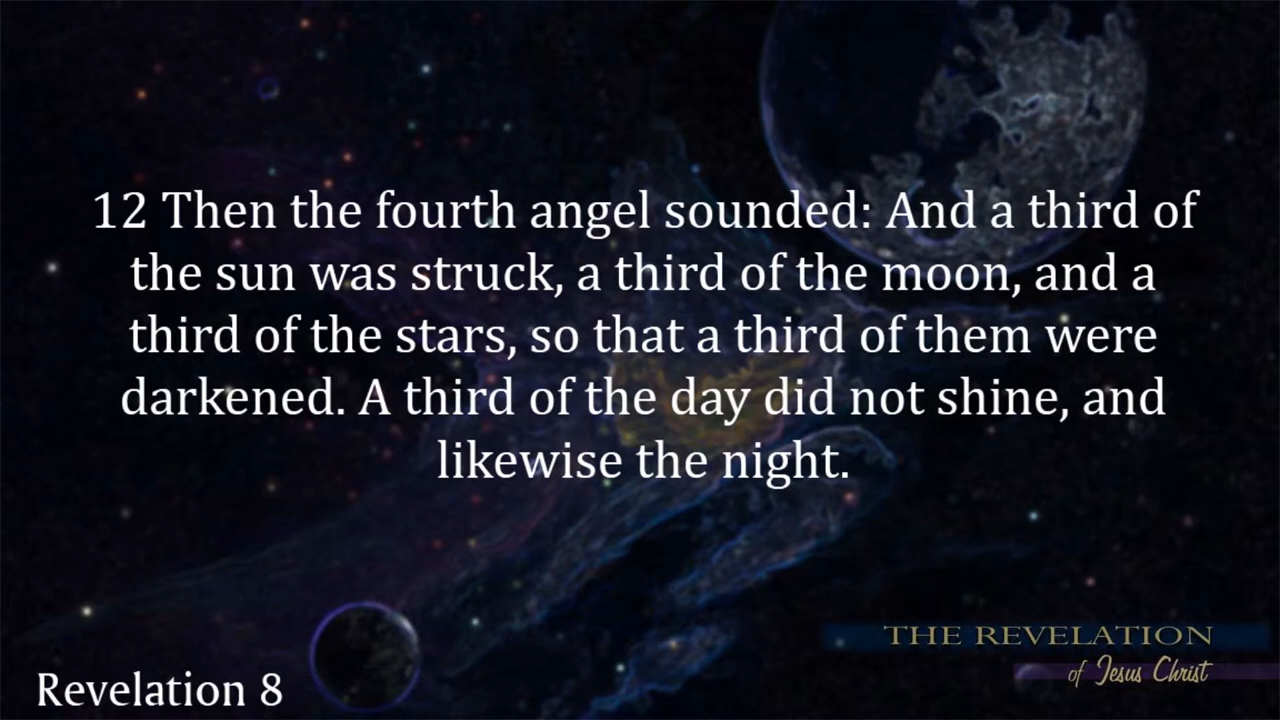 12 Then the fourth angel sounded: And a third of
the sun was struck, a third of the moon, and a
third of the stars, so that a third of them were
darkened. A third of the day did not shine, and
likewise the night.
THE REVELATION
of Jesus Christ
Revelation 8